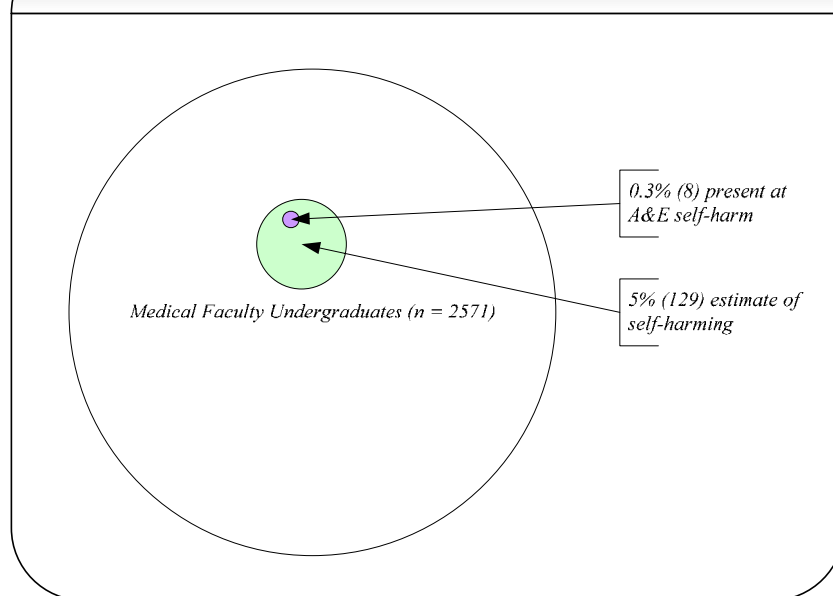 0.3% (8) present at
A&E self-harm
5% (129) estimate of
self-harming
Medical Faculty Undergraduates (n = 2571)